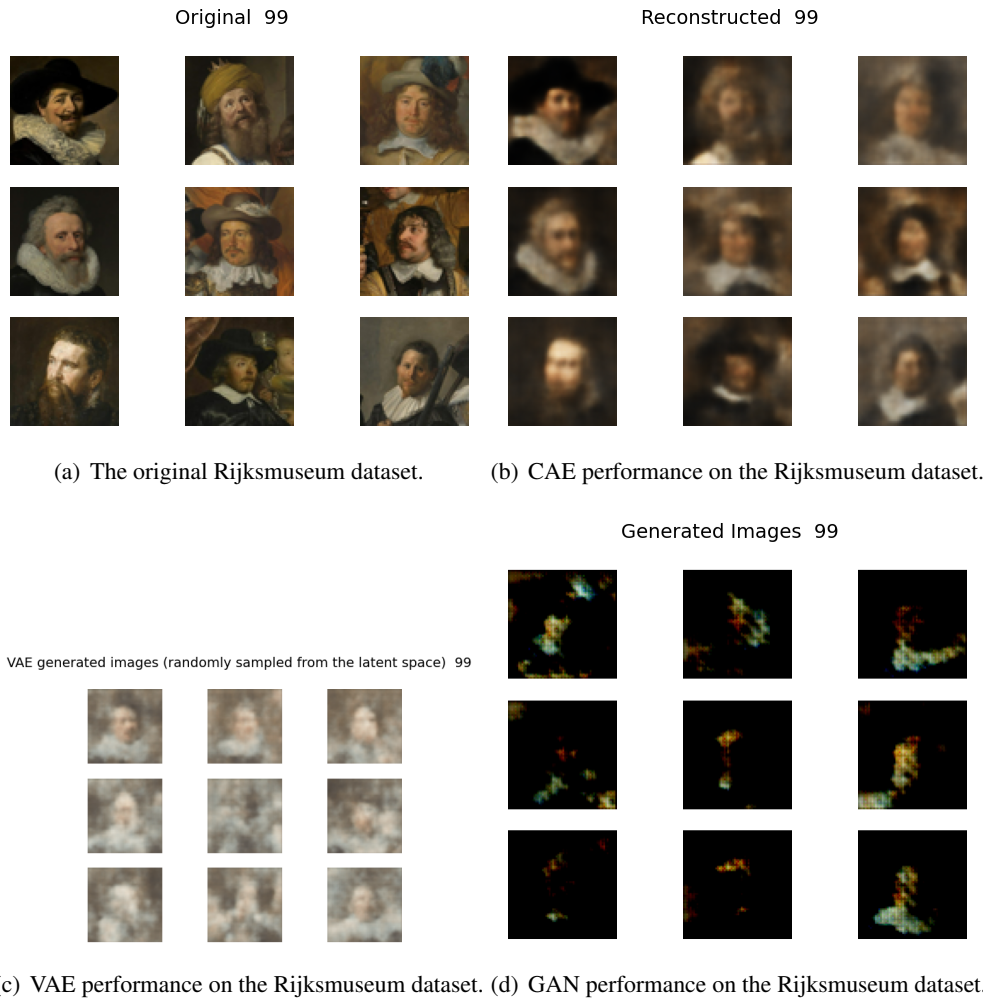 Original  99
Reconstructed  99
(a) The original Rijksmuseum dataset.
(b) CAE performance on the Rijksmuseum dataset.
Generated Images  99
VAE generated images (randomly sampled from the latent space)  99
c) VAE performance on the Rijksmuseum dataset.
(d) GAN performance on the Rijksmuseum dataset.